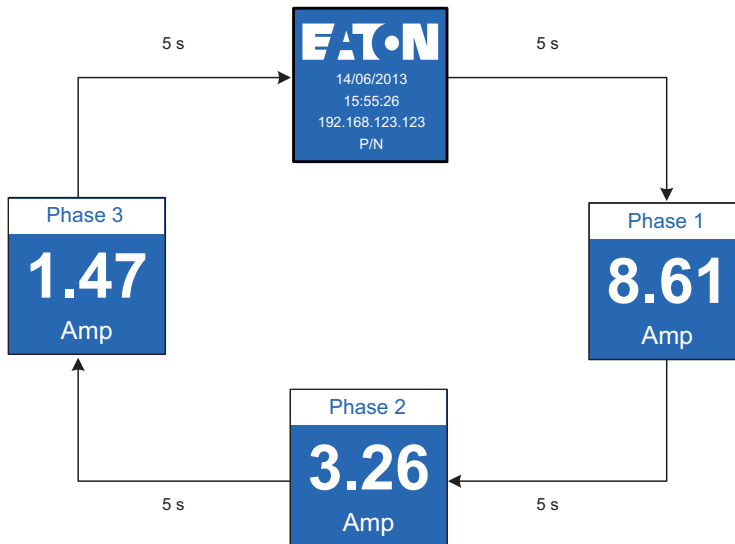 5 s
EATON
5 s
14/06/2013
15:55:26
192.168.123.123
P/N
Phase 3
1.47
Amp
Phase 1
8.61
Amp
Phase 2
3.26
Amp
5 s
5 s